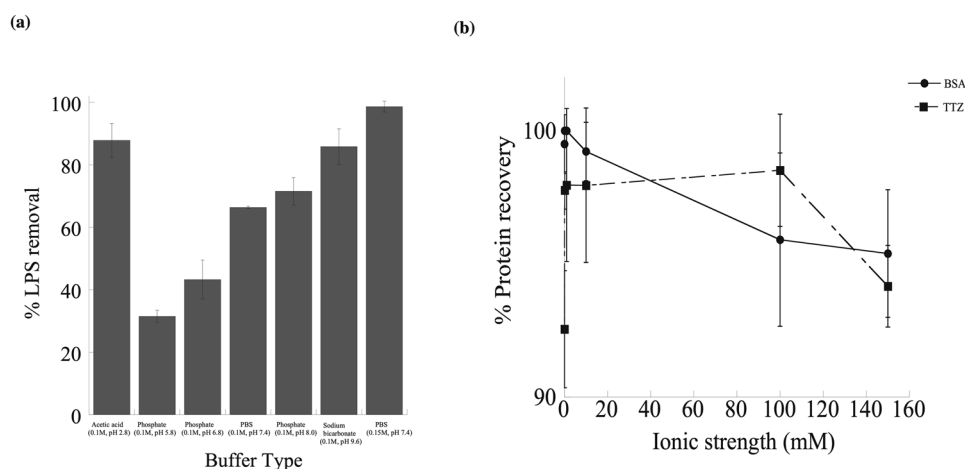 (a)
% LPS removal
100
80
60
40
20
0
Acetic acid
(0.1M, pH 2.8)
Phosphate
(0.1M, pH 5.8)
Phosphate
(0.1M, pH 6.8)
PBS
(0.1M, pH 7.4)
Phosphate
(0.1M, pH 8.0)
Sodium
bicarbonate
(0.1M, pH 9.6)
PBS
(0.15M, pH 7.4)
Buffer Type
(b)
BSA
TTZ
% Protein recovery
100
90
0 20 40 60 80 100 120 140 160
Ionic strength (mM)